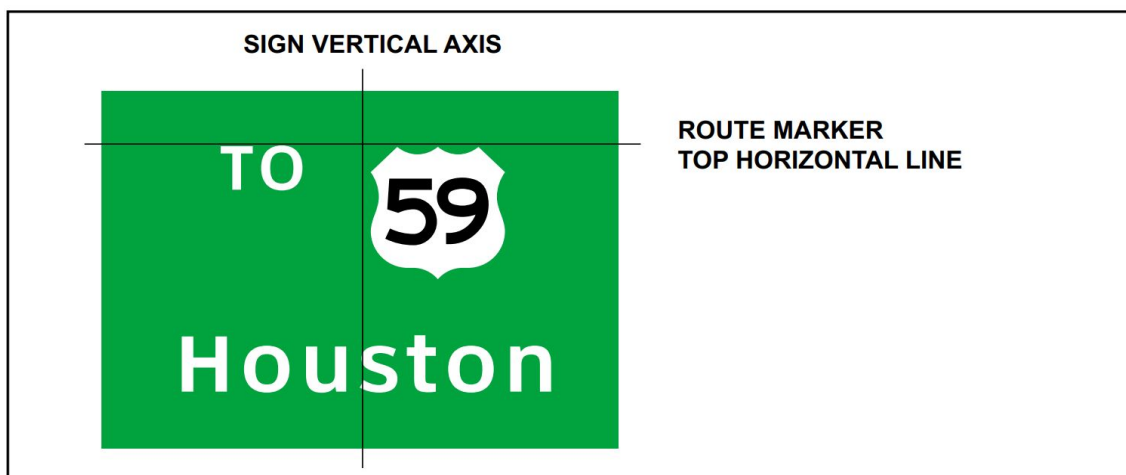 SIGN VERTICAL AXIS
ROUTE MARKER
TOP HORIZONTAL LINE
TO
59
Houston